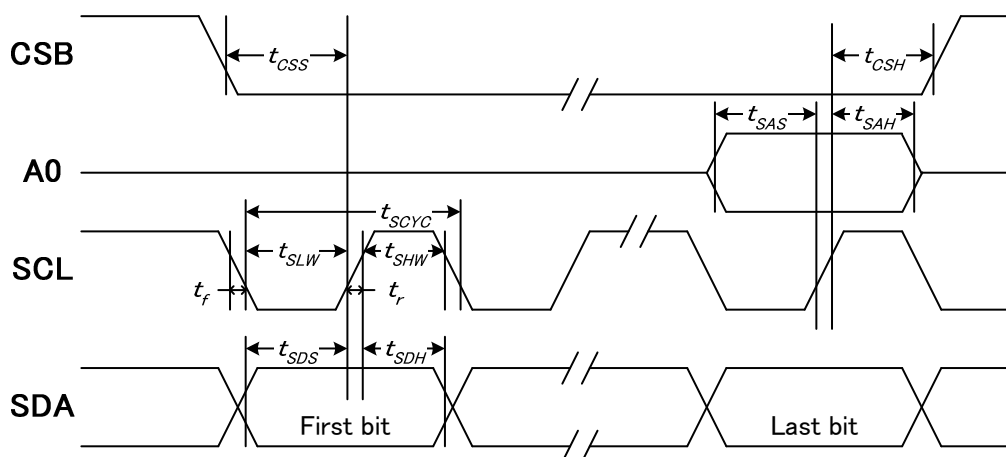 CSB
tCSS
tCSH
A0
tSAS
tSAH
SCL
tSCYC
tSLW
tSHW
tf
tr
SDA
tSDS
tSDH
First bit
Last bit